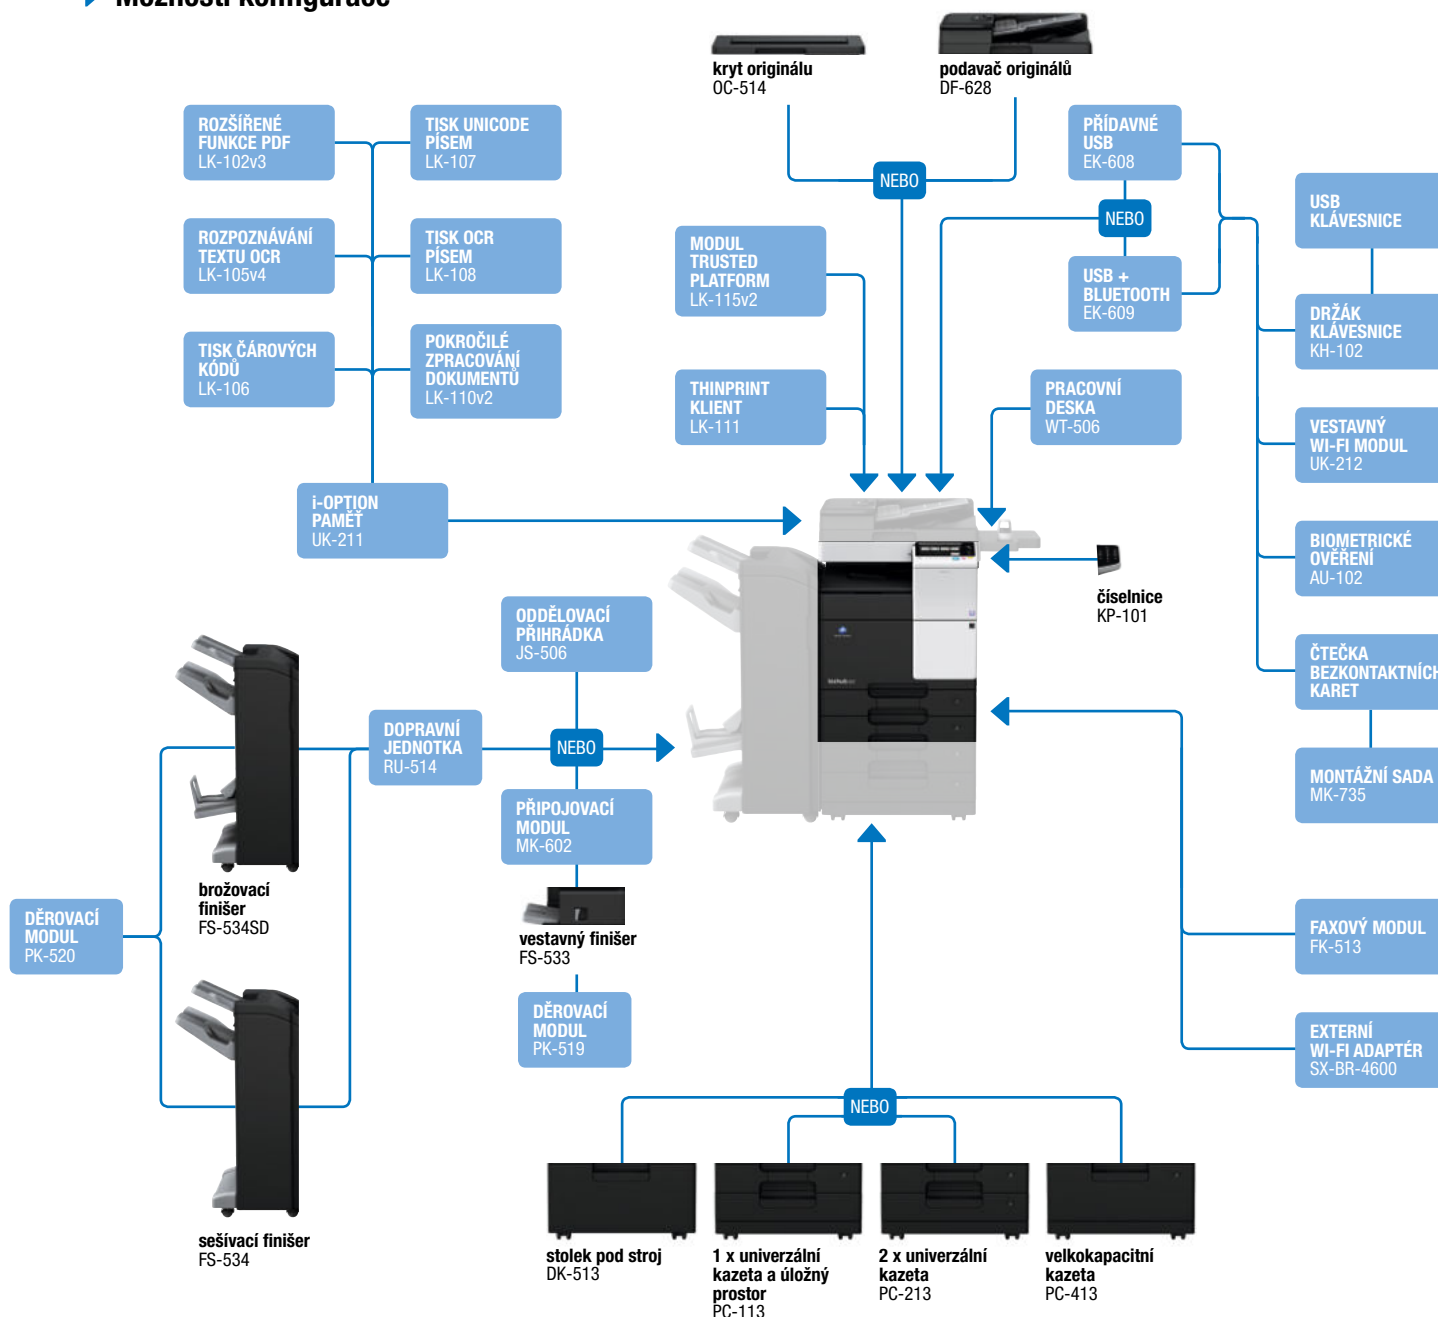 Možnosti konfigurace
kryt originálu
OC-514
podavač originálů
DF-628
ROZŠÍŘENÉ
FUNKCE PDF
LK-102v3
TISK UNICODE
PÍSEM
LK-107
PŘÍDAVNÉ
USB
EK-608
NEBO
USB
KLÁVESNICE
ROZPOZNÁVÁNÍ
TEXTU OCR
LK-105v4
TISK OCR
PÍSEM
LK-108
MODUL
TRUSTED
PLATFORM
LK-115v2
NEBO
USB +
BLUETOOTH
EK-609
DRŽÁK
KLÁVESNICE
KH-102
TISK ČÁROVÝCH
KÓDŮ
LK-106
POKROČILÉ
ZPRACOVÁNÍ
DOKUMENTŮ
LK-110v2
THINPRINT
KLIENT
LK-111
PRACOVNÍ
DESKA
WT-506
VESTAVNÝ
WI-FI MODUL
UK-212
i-OPTION
PAMĚŤ
UK-211
BIOMETRICKÉ
OVĚŘENÍ
AU-102
číselnice
KP-101
ODDĚLOVACÍ
PŘIHRÁDKA
JS-506
ČTEČKA
BEZKONTAKTNÍCH
KARET
DOPRAVNÍ
JEDNOTKA
RU-514
NEBO
MONTÁŽNÍ SADA
MK-735
PŘIPOJOVACÍ
MODUL
MK-602
brožovací
finišer
FS-534SD
DĚROVACÍ
MODUL
PK-520
vestavný finišer
FS-533
FAXOVÝ MODUL
FK-513
DĚROVACÍ
MODUL
PK-519
EXTERNÍ
WI-FI ADAPTÉR
SX-BR-4600
NEBO
sešívací finišer
FS-534
stolek pod stroj
DK-513
1 x univerzální
kazeta a úložný
prostor
PC-113
2 x univerzální
kazeta
PC-213
velkokapacitní
kazeta
PC-413